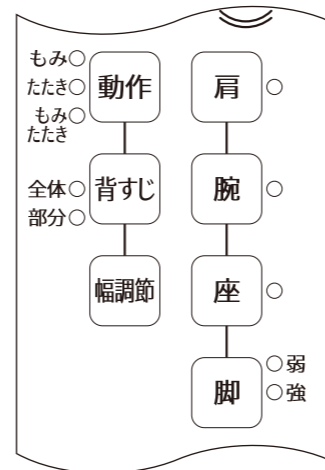 もみ
たたき
もみ
たたき
動作
全体
部分
背すじ
幅調節
肩
腕
座
脚
弱
強